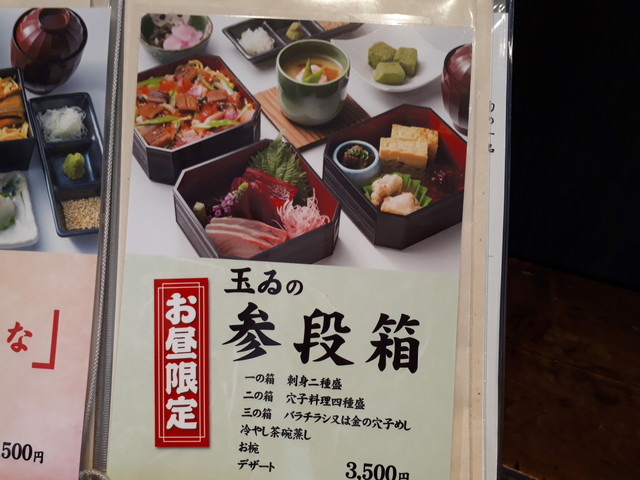 玉ゐの
参段箱
お昼限定
一の箱 刺身二種盛
二の箱 穴子料理四種盛
三の箱 バラチラシ又は金の穴子めし
冷やし茶碗蒸し
お椀
デザート
3,500円
な」
,500円